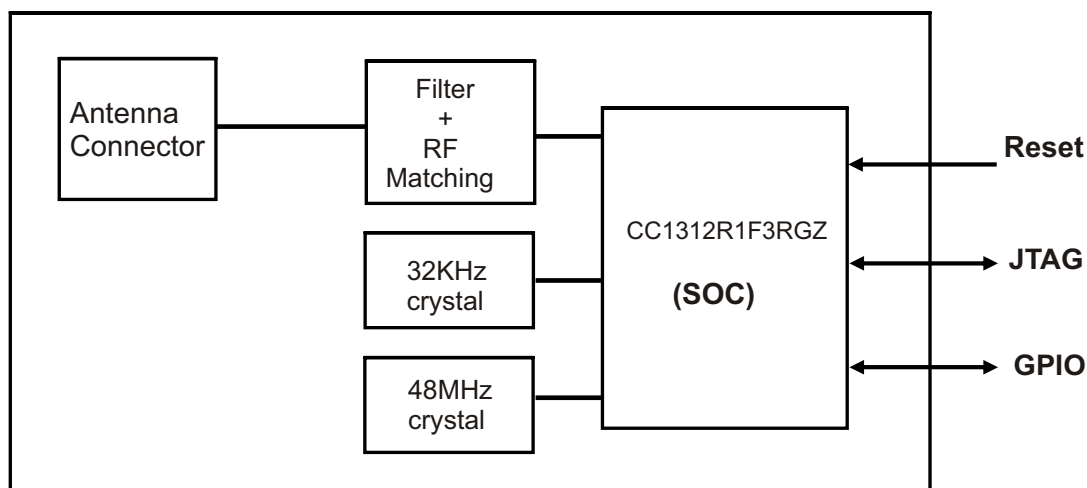 Antenna
Connector
Filter
+
RF
Matching
32KHz
crystal
48MHz
crystal
CC1312R1F3RGZ
(SOC)
Reset
JTAG
GPIO